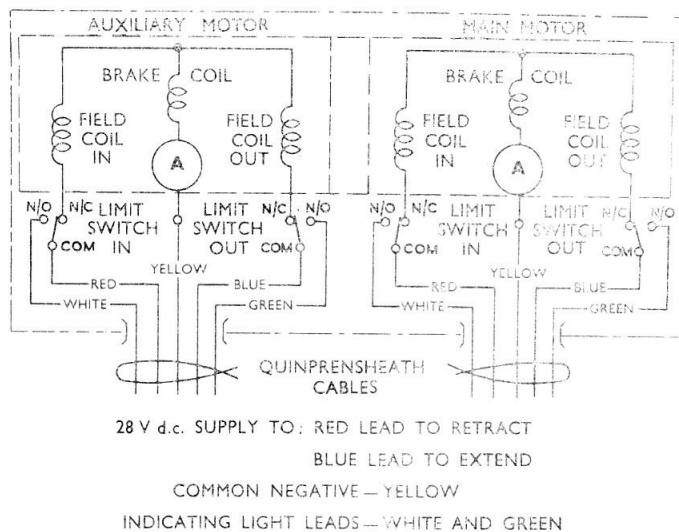 AUXILIARY MOTOR
MAIN MOTOR
BRAKE COIL
BRAKE COIL
FIELD COIL IN
FIELD COIL OUT
FIELD COIL IN
FIELD COIL OUT
A
A
N/O N/C LIMIT SWITCH IN
LIMIT SWITCH OUT N/C N/O
N/O N/C LIMIT SWITCH IN
LIMIT SWITCH OUT N/C N/O
COM
COM
COM
COM
YELLOW
YELLOW
RED
BLUE
RED
BLUE
WHITE
GREEN
WHITE
GREEN
QUINPRENSHEATH
CABLES
28 V d.c. SUPPLY TO: RED LEAD TO RETRACT
BLUE LEAD TO EXTEND
COMMON NEGATIVE—YELLOW
INDICATING LIGHT LEADS—WHITE AND GREEN